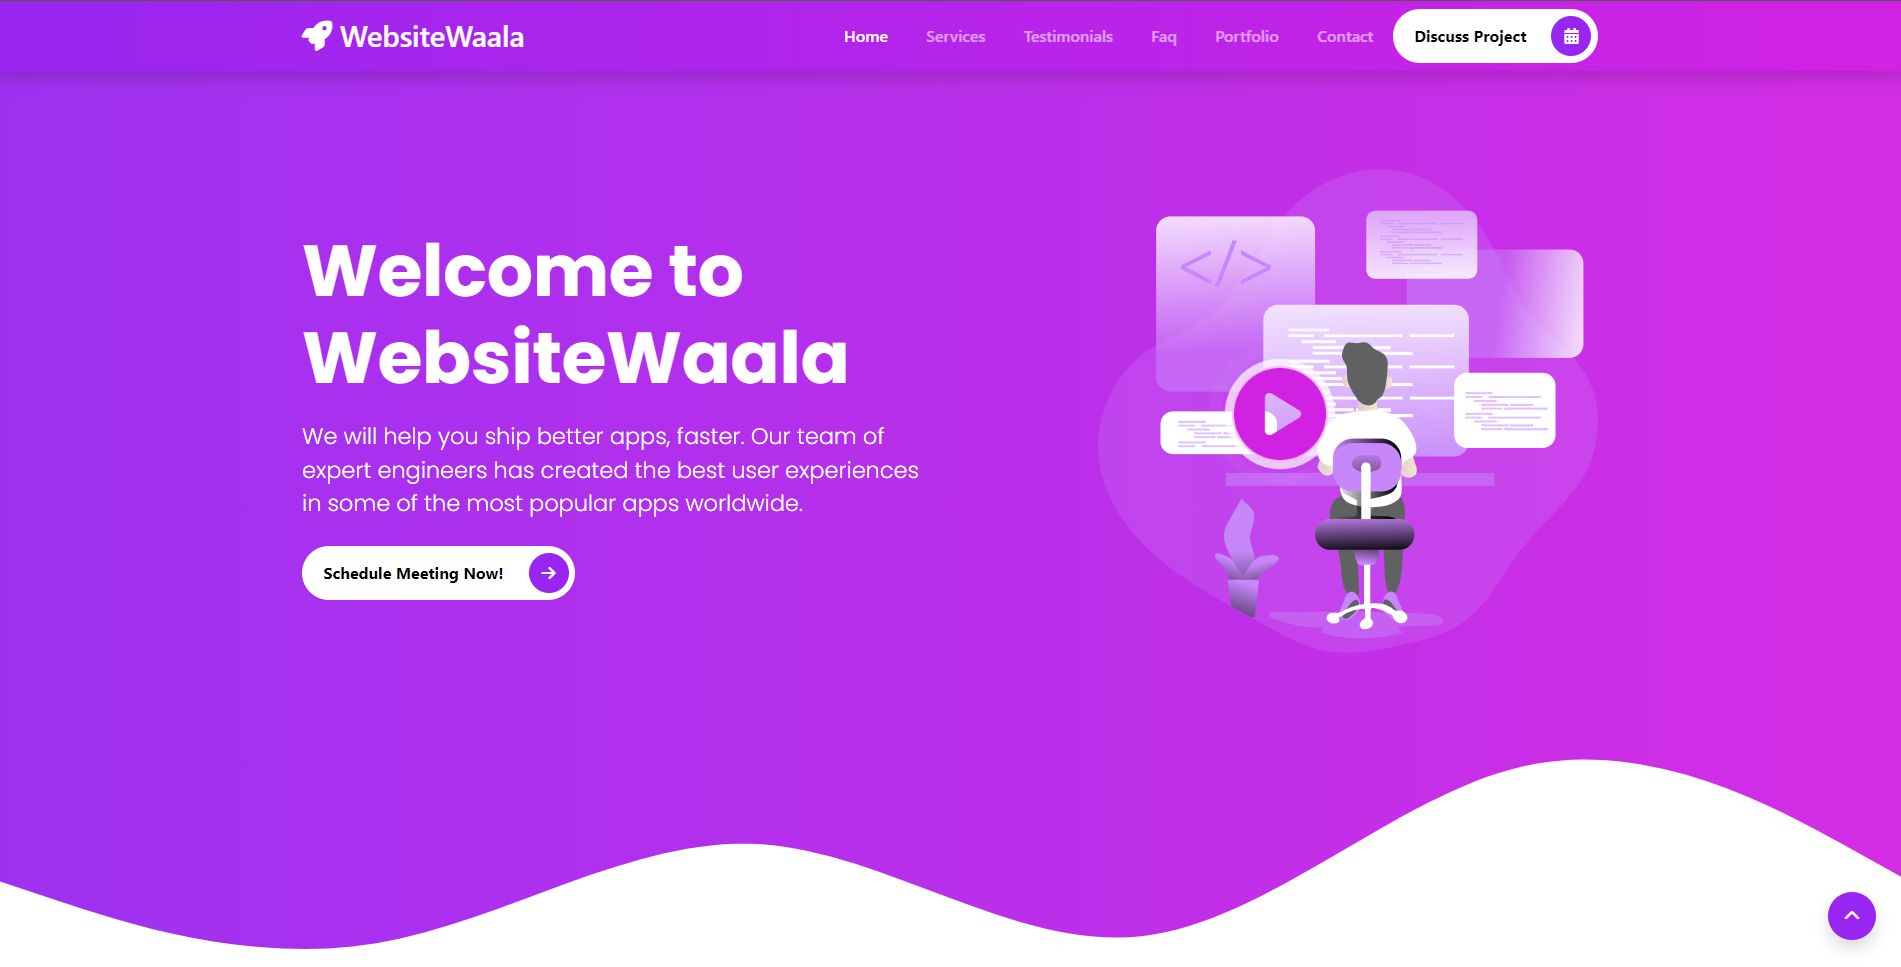 WebsiteWaala
Home Services Testimonials Faq Portfolio Contact Discuss Project
Welcome to
WebsiteWaala
We will help you ship better apps, faster. Our team of
expert engineers has created the best user experiences
in some of the most popular apps worldwide.
Schedule Meeting Now!